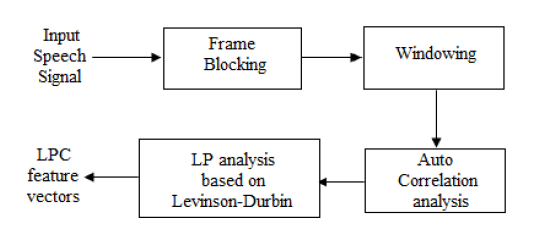 Input
Speech
Signal
Frame
Blocking
Windowing
Auto
Correlation
analysis
LP analysis
based on
Levinson-Durbin
LPC
feature
vectors